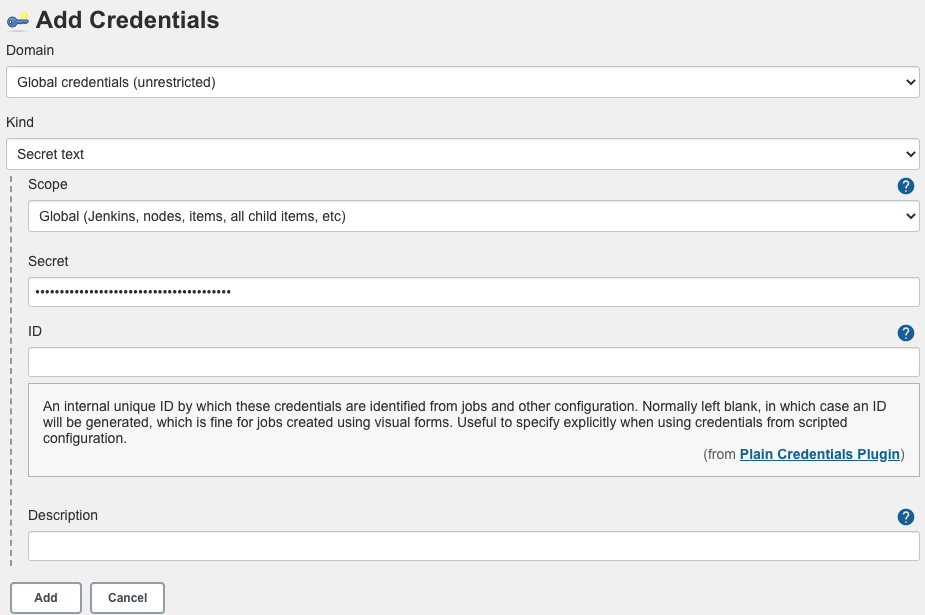 Add Credentials
Domain
Global credentials (unrestricted)
Kind
Secret text
Scope
?
Global (Jenkins, nodes, items, all child items, etc)
Secret
••••••••••••••••••••••••••••••••••••••••
ID
?
An internal unique ID by which these credentials are identified from jobs and other configuration. Normally left blank, in which case an ID
will be generated, which is fine for jobs created using visual forms. Useful to specify explicitly when using credentials from scripted
configuration.
(from Plain Credentials Plugin)
Description
?
Add
Cancel